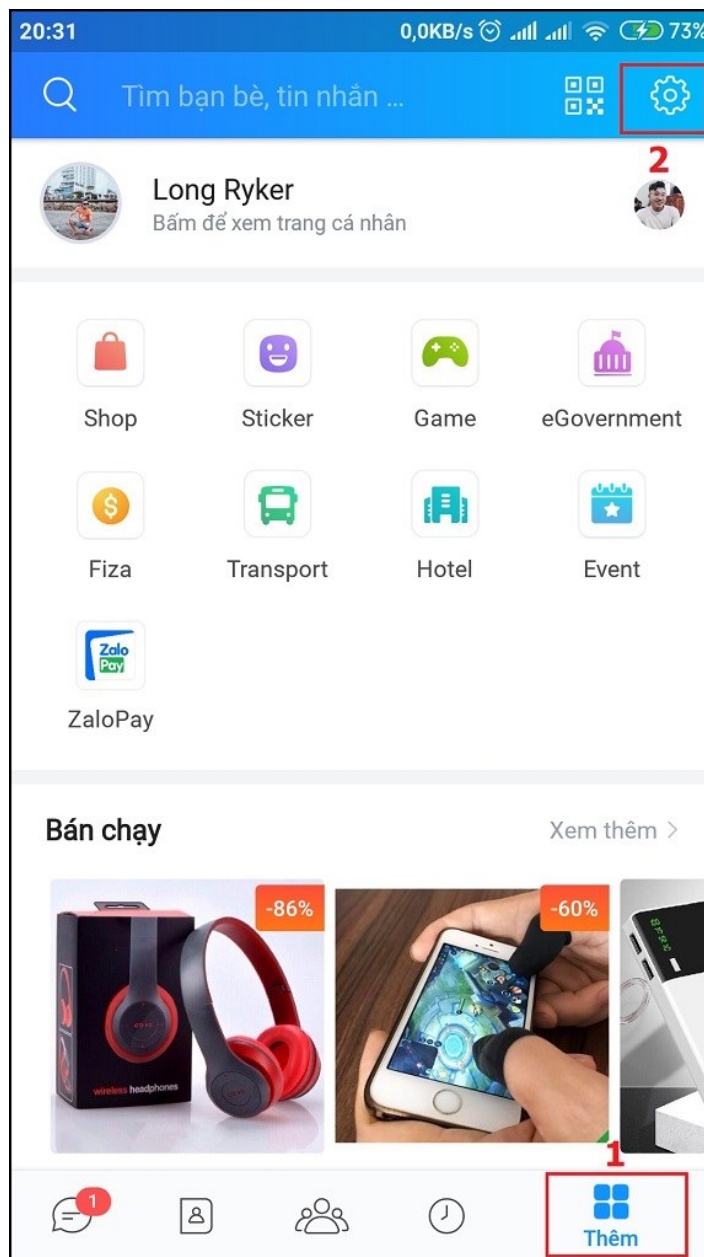 20:31 0,0KB/s 73%
Tìm bạn bè, tin nhắn ...
2
Long Ryker
Bấm để xem trang cá nhân
Shop Sticker Game eGovernment
$
Fiza Transport Hotel Event
Zalo
Pay
ZaloPay
Bán chạy Xem thêm >
-86% -60%
wireless headphones
1
1
Thêm